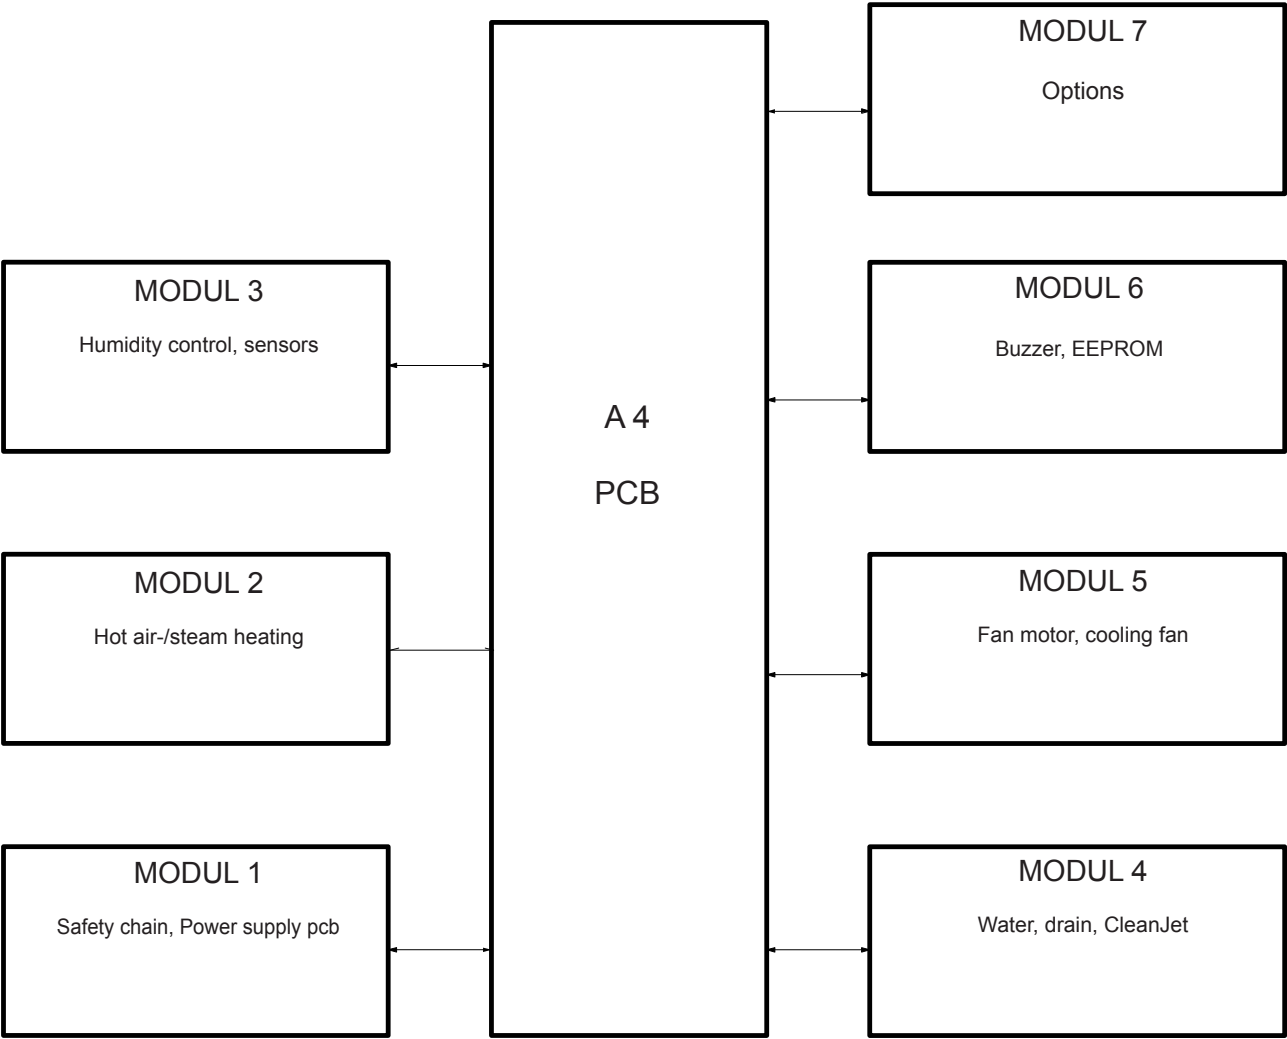 MODUL 7
Options
MODUL 3
Humidity control, sensors
MODUL 6
Buzzer, EEPROM
A 4
PCB
MODUL 2
Hot air-/steam heating
MODUL 5
Fan motor, cooling fan
MODUL 1
Safety chain, Power supply pcb
MODUL 4
Water, drain, CleanJet